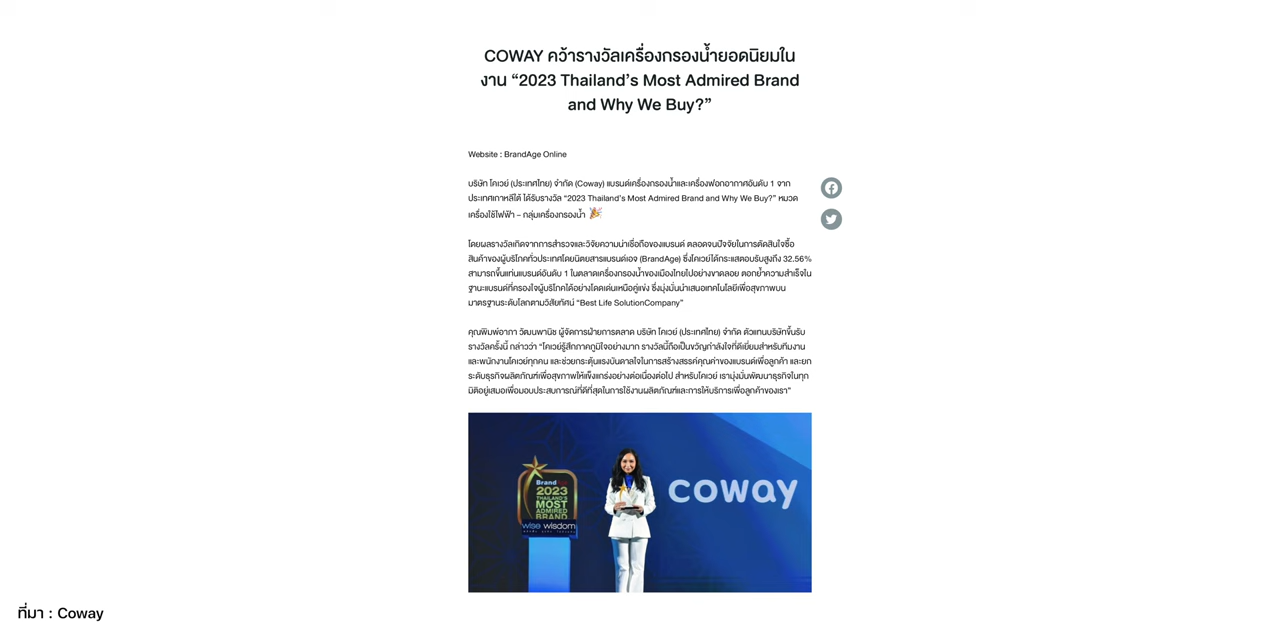 COWAY คว้ารางวัลเครื่องกรองน้ำยอดนิยมใน
งาน “2023 Thailand’s Most Admired Brand
and Why We Buy?”
Website : BrandAge Online
บริษัท โคเวย์ (ประเทศไทย) จำกัด (Coway) แบรนด์เครื่องกรองน้ำและเครื่องฟอกอากาศอันดับ 1 จาก
ประเทศเกาหลีใต้ ได้รับรางวัล “2023 Thailand’s Most Admired Brand and Why We Buy?” หมวด
เครื่องใช้ไฟฟ้า – กลุ่มเครื่องกรองน้ำ 🎉
โดยผลรางวัลเกิดจากการสำรวจและวิจัยความน่าเชื่อถือของแบรนด์ ตลอดจนปัจจัยในการตัดสินใจซื้อ
สินค้าของผู้บริโภคทั่วประเทศโดยนิตยสารแบรนด์เอจ (BrandAge) ซึ่งโคเวย์ได้กระแสตอบรับสูงถึง 32.56%
สามารถขึ้นแท่นแบรนด์อันดับ 1 ในตลาดเครื่องกรองน้ำของเมืองไทยไปอย่างขาดลอย ตอกย้ำความสำเร็จใน
ฐานะแบรนด์ที่ครองใจผู้บริโภคได้อย่างโดดเด่นเหนือคู่แข่ง ซึ่งมุ่งมั่นนำเสนอเทคโนโลยีเพื่อสุขภาพบน
มาตรฐานระดับโลกตามวิสัยทัศน์ “Best Life SolutionCompany”
คุณพิมพ์อาภา วัฒนพานิช ผู้จัดการฝ่ายการตลาด บริษัท โคเวย์ (ประเทศไทย) จำกัด ตัวแทนบริษัทขึ้นรับ
รางวัลครั้งนี้ กล่าวว่า “โคเวย์รู้สึกภาคภูมิใจอย่างมาก รางวัลนี้ถือเป็นขวัญกำลังใจที่ดีเยี่ยมสำหรับทีมงาน
และพนักงานโคเวย์ทุกคน และช่วยกระตุ้นแรงบันดาลใจในการสร้างสรรค์คุณค่าของแบรนด์เพื่อลูกค้า และยก
ระดับธุรกิจผลิตภัณฑ์เพื่อสุขภาพให้แข็งแกร่งอย่างต่อเนื่องต่อไป สำหรับโคเวย์ เรามุ่งมั่นพัฒนาธุรกิจในทุก
มิติอยู่เสมอเพื่อมอบประสบการณ์ที่ดีที่สุดในการใช้งานผลิตภัณฑ์และการให้บริการเพื่อลูกค้าของเรา”
Brand
2023
THAILAND'S
MOST
ADMIRED
BRAND
wise wisdom
coway
ที่มา : Coway